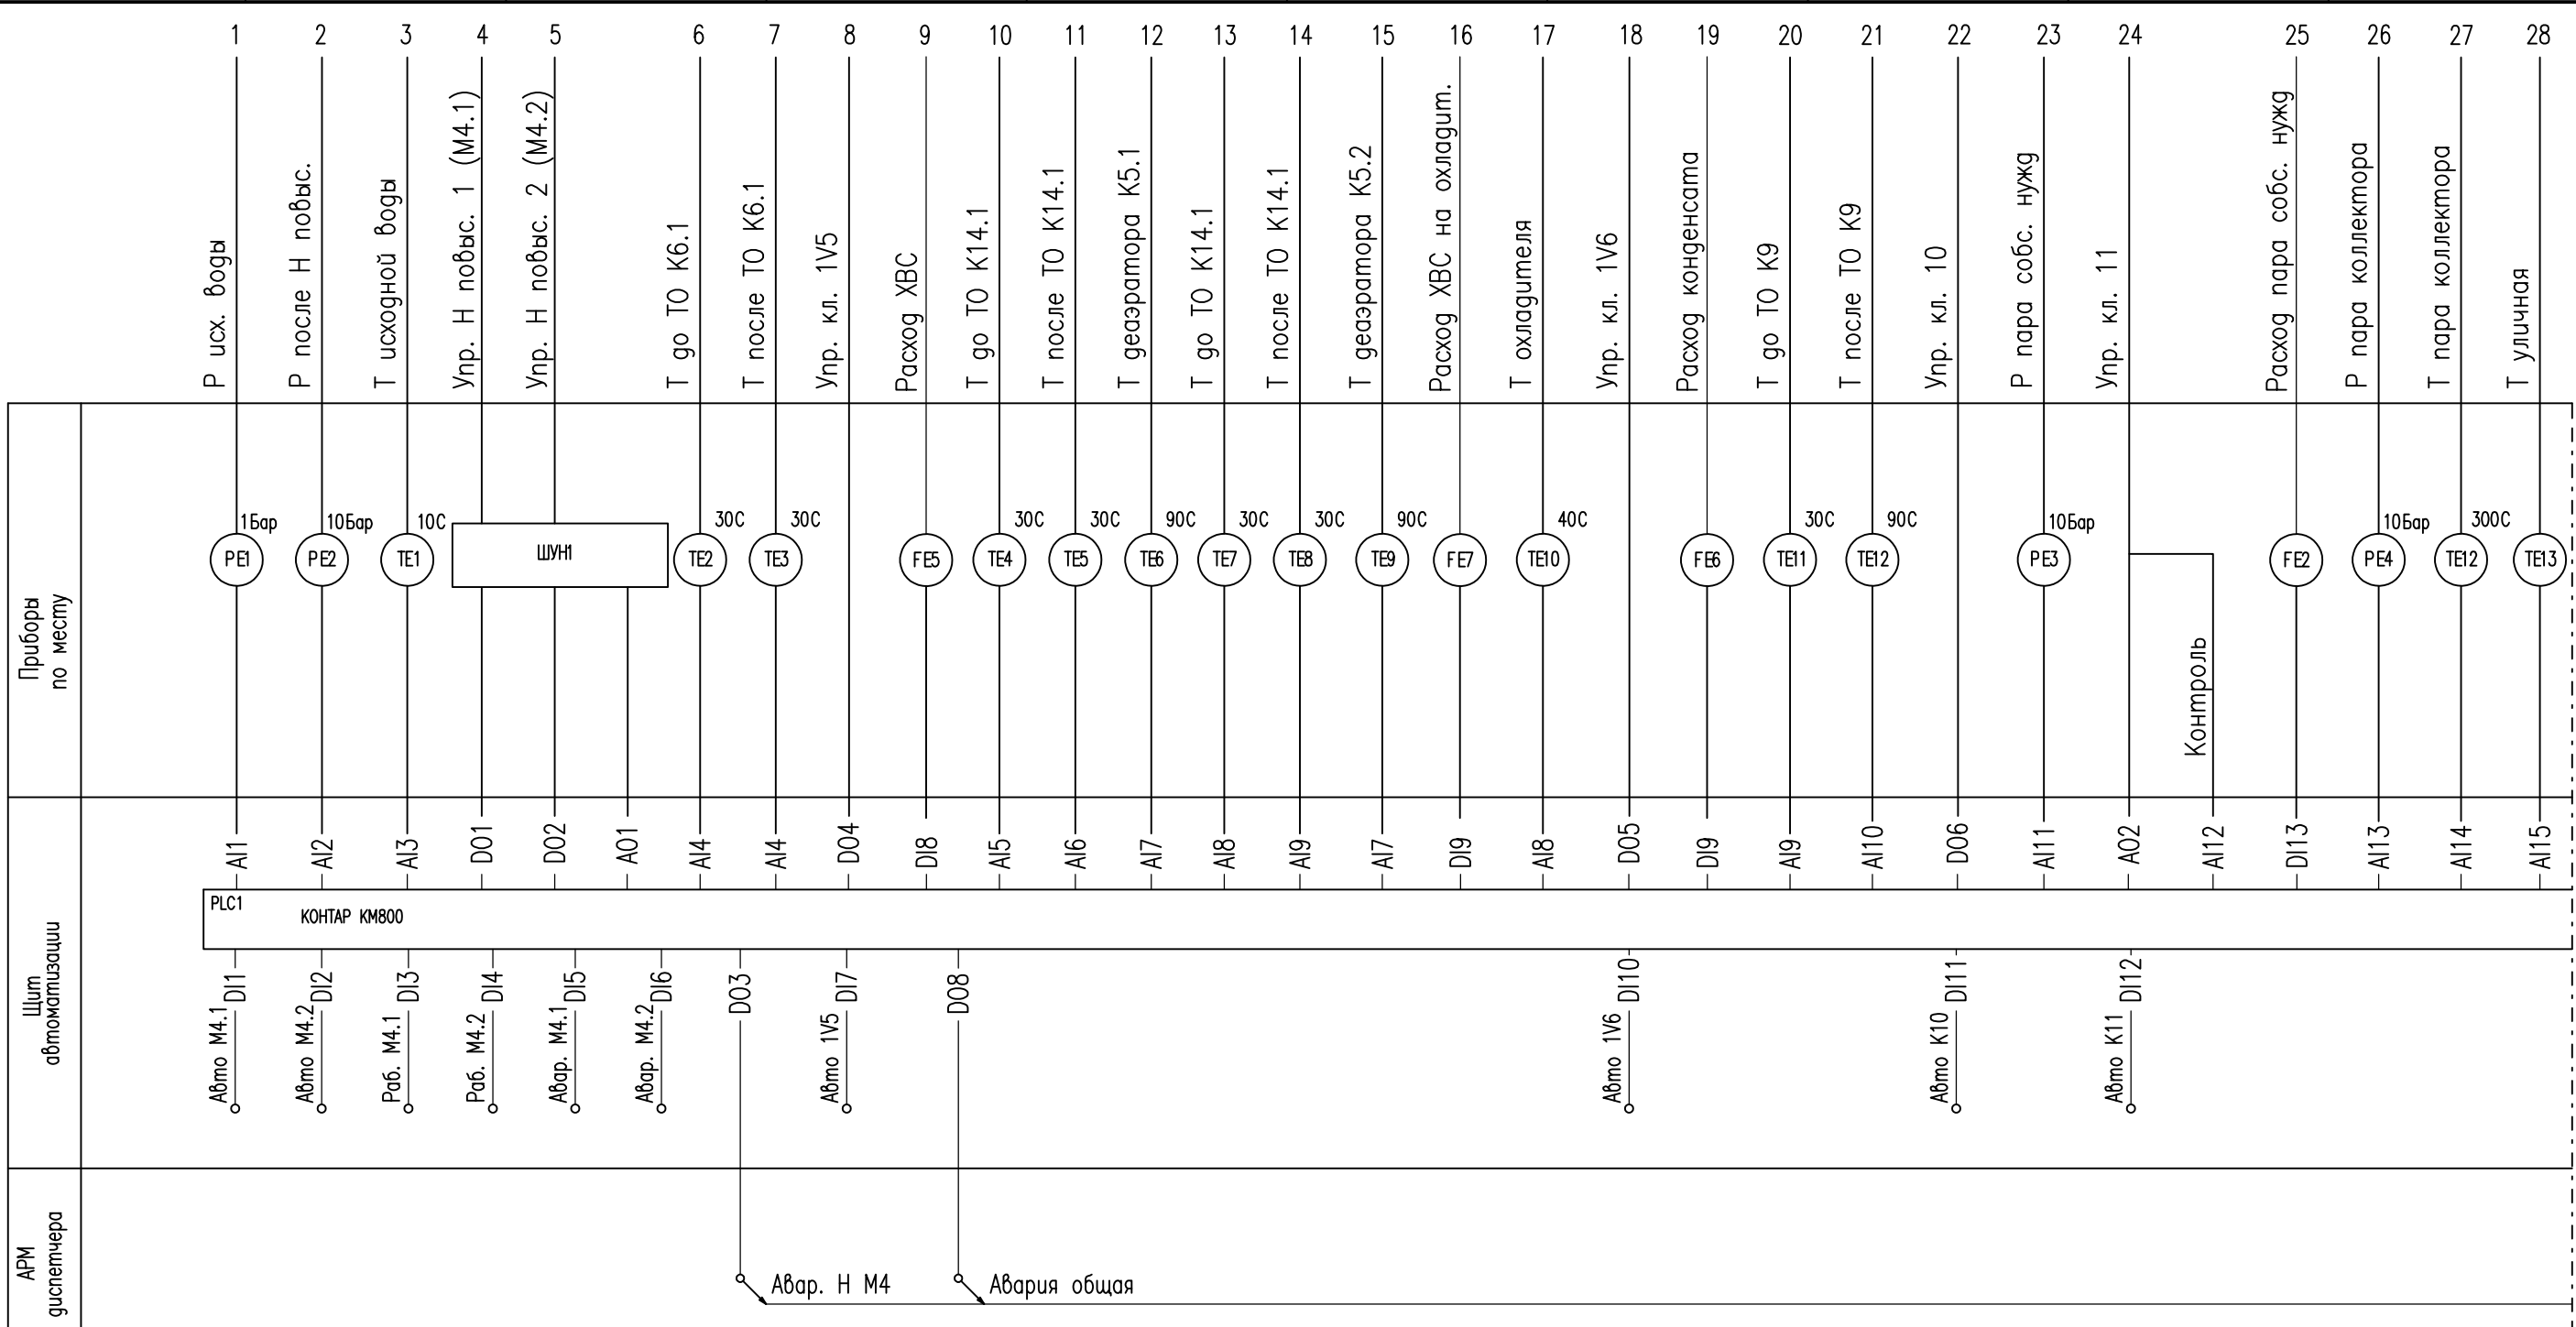 1 2 3 4 5 6 7 8 9 10 11 12 13 14 15 16 17 18 19 20 21 22 23 24 25 26 27 28
Р исх. воды
Р после Н повыс.
Т исходной воды
Упр. Н повыс. 1 (М4.1)
Упр. Н повыс. 2 (М4.2)
Т до ТО К6.1
Т после ТО К6.1
Упр. кл. 1V5
Расход ХВС
Т до ТО К14.1
Т после ТО К14.1
Т деаэратора К5.1
Т до ТО К14.1
Т после ТО К14.1
Т деаэратора К5.2
Расход ХВС на охладит.
Т охладителя
Упр. кл. 1V6
Расход конденсата
Т до ТО К9
Т после ТО К9
Упр. кл. 10
Р пара собс. нужд
Упр. кл. 11
Расход пара собс. нужд
Р пара коллектора
Т пара коллектора
Т уличная
Приборы
по месту
1Бар 10Бар 10С 30С 30С 30С 30С 90С 30С 30С 90С 40С 30С 90С 10Бар 10Бар 300С
PE1 PE2 TE1 ШУН1 TE2 TE3 FE5 TE4 TE5 TE6 TE7 TE8 TE9 FE7 TE10 FE6 TE11 TE12 PE3 FE2 PE4 TE12 TE13
Контроль
Щит
автоматизации
AI1 AI2 AI3 DO1 DO2 AO1 AI4 AI4 DO4 DI8 AI5 AI6 AI7 AI8 AI9 AI7 DI9 AI8 DO5 DI9 AI9 AI10 DO6 AI11 AO2 AI12 DI13 AI13 AI14 AI15
PLC1
КОНТАР КМ800
DI1 DI2 DI3 DI4 DI5 DI6 DO3 DI7 DO8 DI10 DI11 DI12
Авто М4.1
Авто М4.2
Раб. М4.1
Раб. М4.2
Авар. М4.1
Авар. М4.2
Авто 1V5
Авто 1V6
Авто К10
Авто К11
АРМ
диспетчера
Авар. Н М4
Авария общая